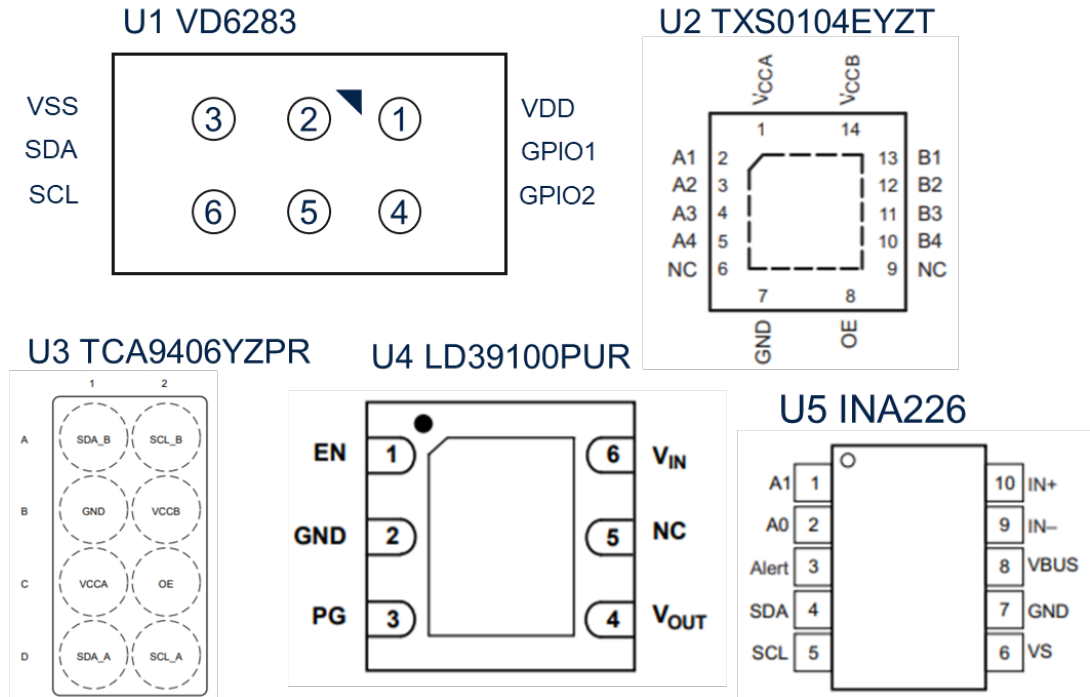 U1 VD6283
VSS
SDA
SCL
3 2 1
6 5 4
VDD
GPIO1
GPIO2
U2 TXS0104EYZT
VCCA VCCB
1 14
A1 2 13 B1
A2 3 12 B2
A3 4 11 B3
A4 5 10 B4
NC 6 9 NC
7 8
GND OE
U3 TCA9406YZPR
1 2
A SDA_B SCL_B
B GND VCCB
C VCCA OE
D SDA_A SCL_A
U4 LD39100PUR
EN 1 6 VIN
GND 2 5 NC
PG 3 4 VOUT
U5 INA226
A1 1 10 IN+
A0 2 9 IN–
Alert 3 8 VBUS
SDA 4 7 GND
SCL 5 6 VS